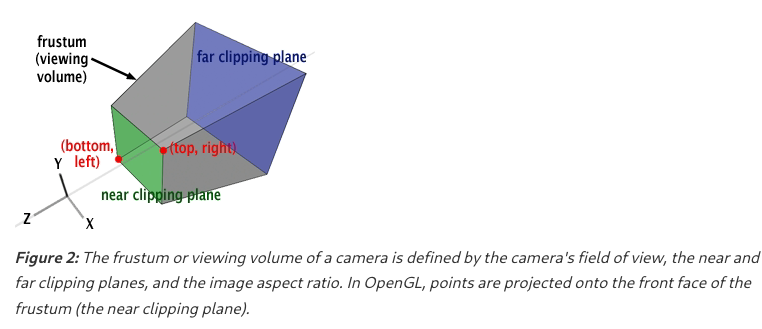 frustum
(viewing
volume)
far clipping plane
(bottom,
left)
(top, right)
Y
near clipping plane
Z
X
Figure 2: The frustum or viewing volume of a camera is defined by the camera's field of view, the near and
far clipping planes, and the image aspect ratio. In OpenGL, points are projected onto the front face of the
frustum (the near clipping plane).